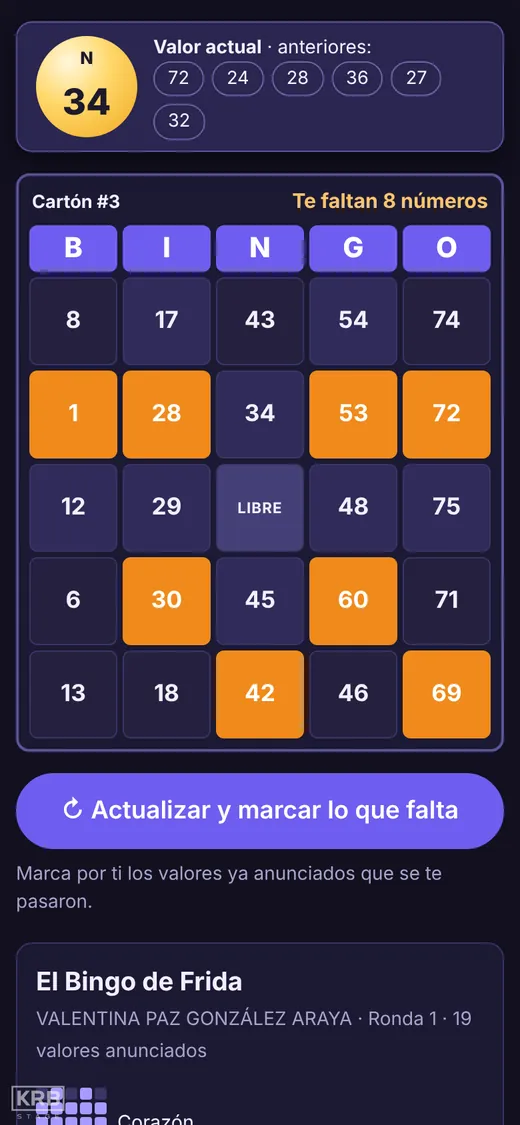 N
34
Valor actual · anteriores:
72 24 28 36 27
32
Cartón #3 Te faltan 8 números
B I N G O
8 17 43 54 74
1 28 34 53 72
12 29 LIBRE 48 75
6 30 45 60 71
13 18 42 46 69
↻ Actualizar y marcar lo que falta
Marca por ti los valores ya anunciados que se te
pasaron.
El Bingo de Frida
VALENTINA PAZ GONZÁLEZ ARAYA · Ronda 1 · 19
valores anunciados
KRB
Corazón